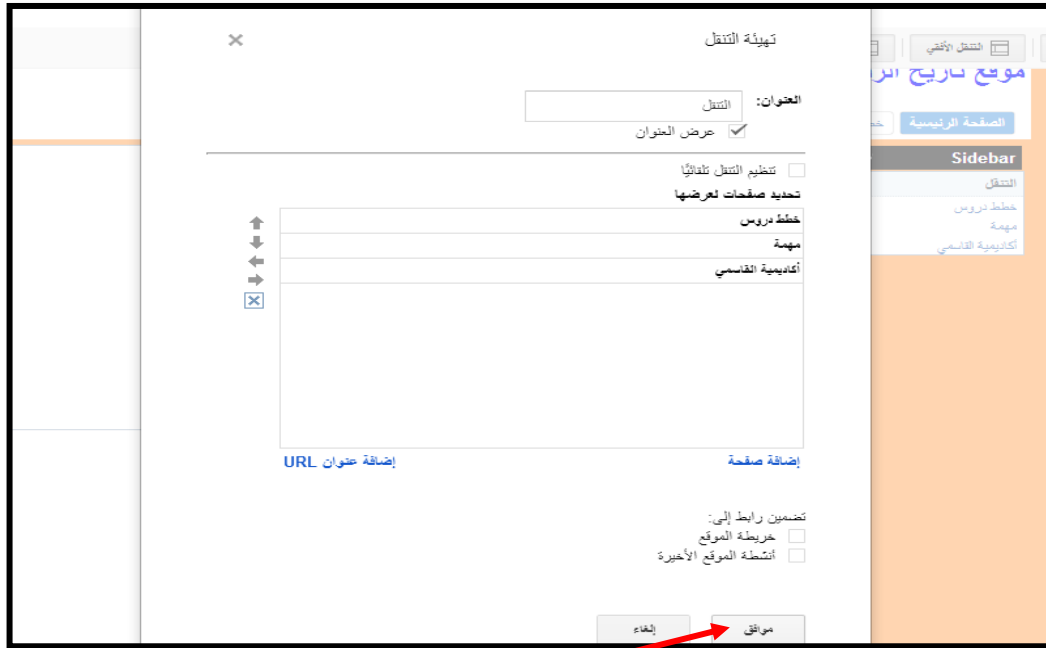 تهيئة التنقل
العنوان: التنقل
عرض العنوان
تنظيم التنقل تلقائيًا
تحديد صفحات لعرضها
خطط دروس
مهمة
أكاديمية القاسمي
إضافة صفحة
إضافة عنوان URL
تضمين رابط إلى:
خريطة الموقع
أنشطة الموقع الأخيرة
موافق
إلغاء
التنقل الأفقي
موقع تاريخ
الصفحة الرئيسية
Sidebar
التنقل
خطط دروس
مهمة
أكاديمية القاسمي